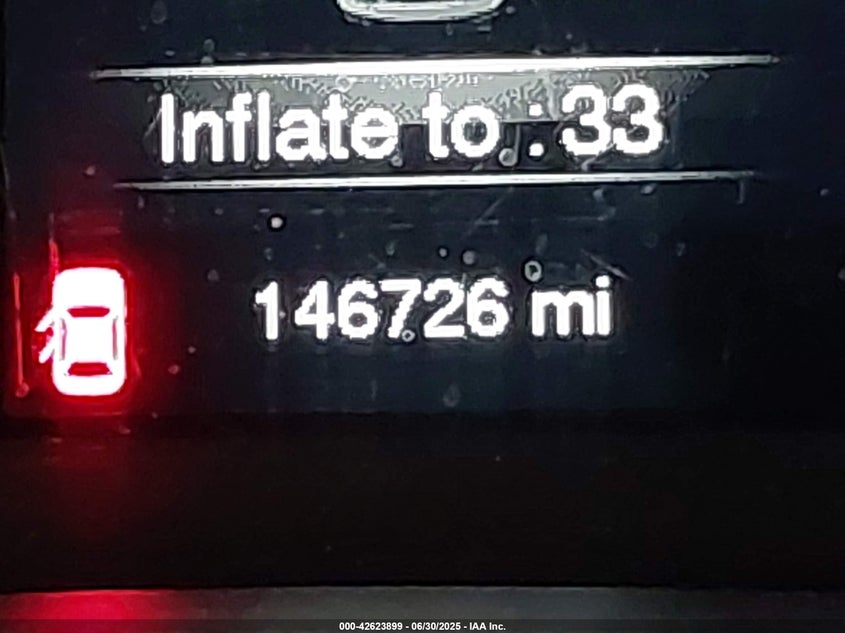 Inflate to :33
146726 mi
000-42623899 - 06/30/2025 - IAA Inc.